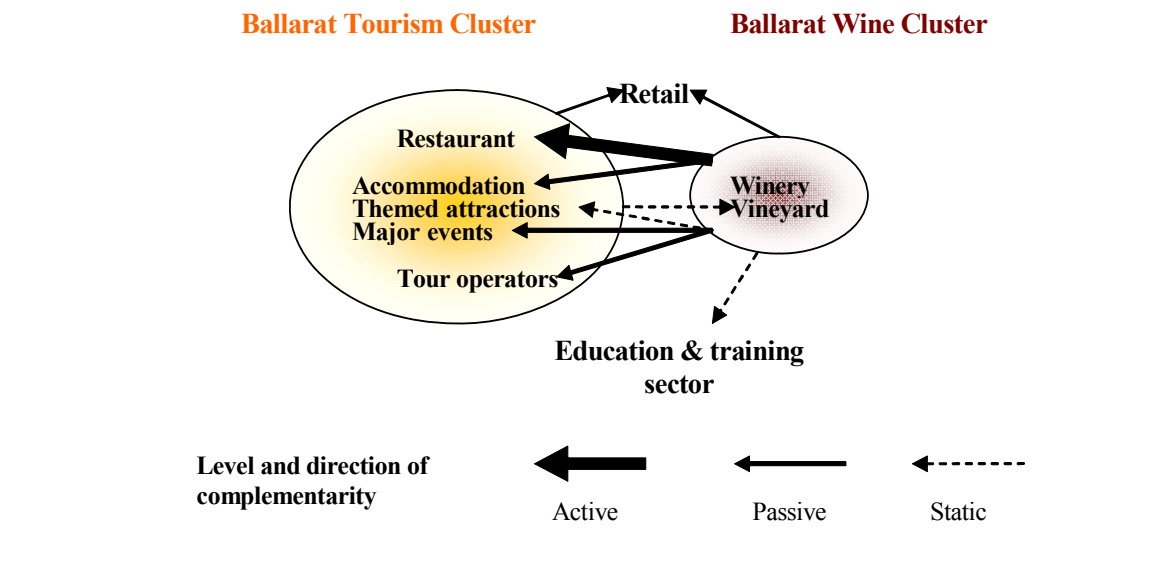 Ballarat Tourism Cluster
Ballarat Wine Cluster
Retail
Restaurant
Accommodation
Themed attractions
Major events
Tour operators
Winery
Vineyard
Education & training
sector
Level and direction of
complementarity
Active
Passive
Static